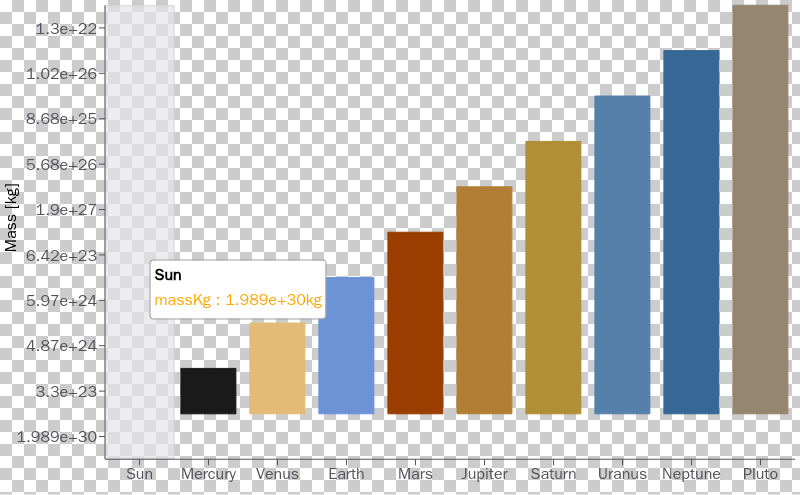 Mass [kg]
1.3e+22
1.02e+26
8.68e+25
5.68e+26
1.9e+27
6.42e+23
5.97e+24
4.87e+24
3.3e+23
1.989e+30
Sun
massKg : 1.989e+30kg
Sun Mercury Venus Earth Mars Jupiter Saturn Uranus Neptune Pluto